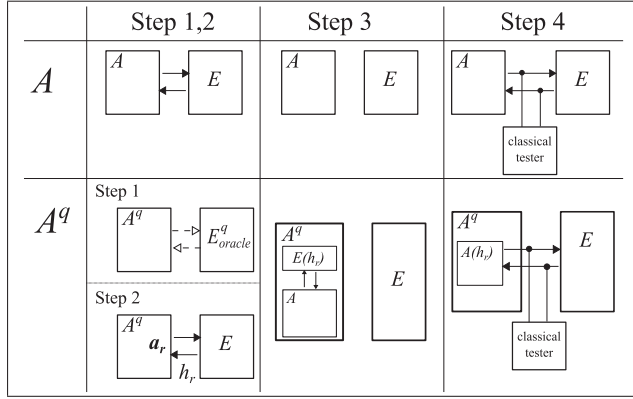 Step 1,2
Step 3
Step 4
A
A
E
A
E
A
E
classical
tester
A^q
Step 1
A^q
E^q_oracle
Step 2
A^q
a_r
E
h_r
A^q
E(h_r)
A
E
A^q
A(h_r)
E
classical
tester